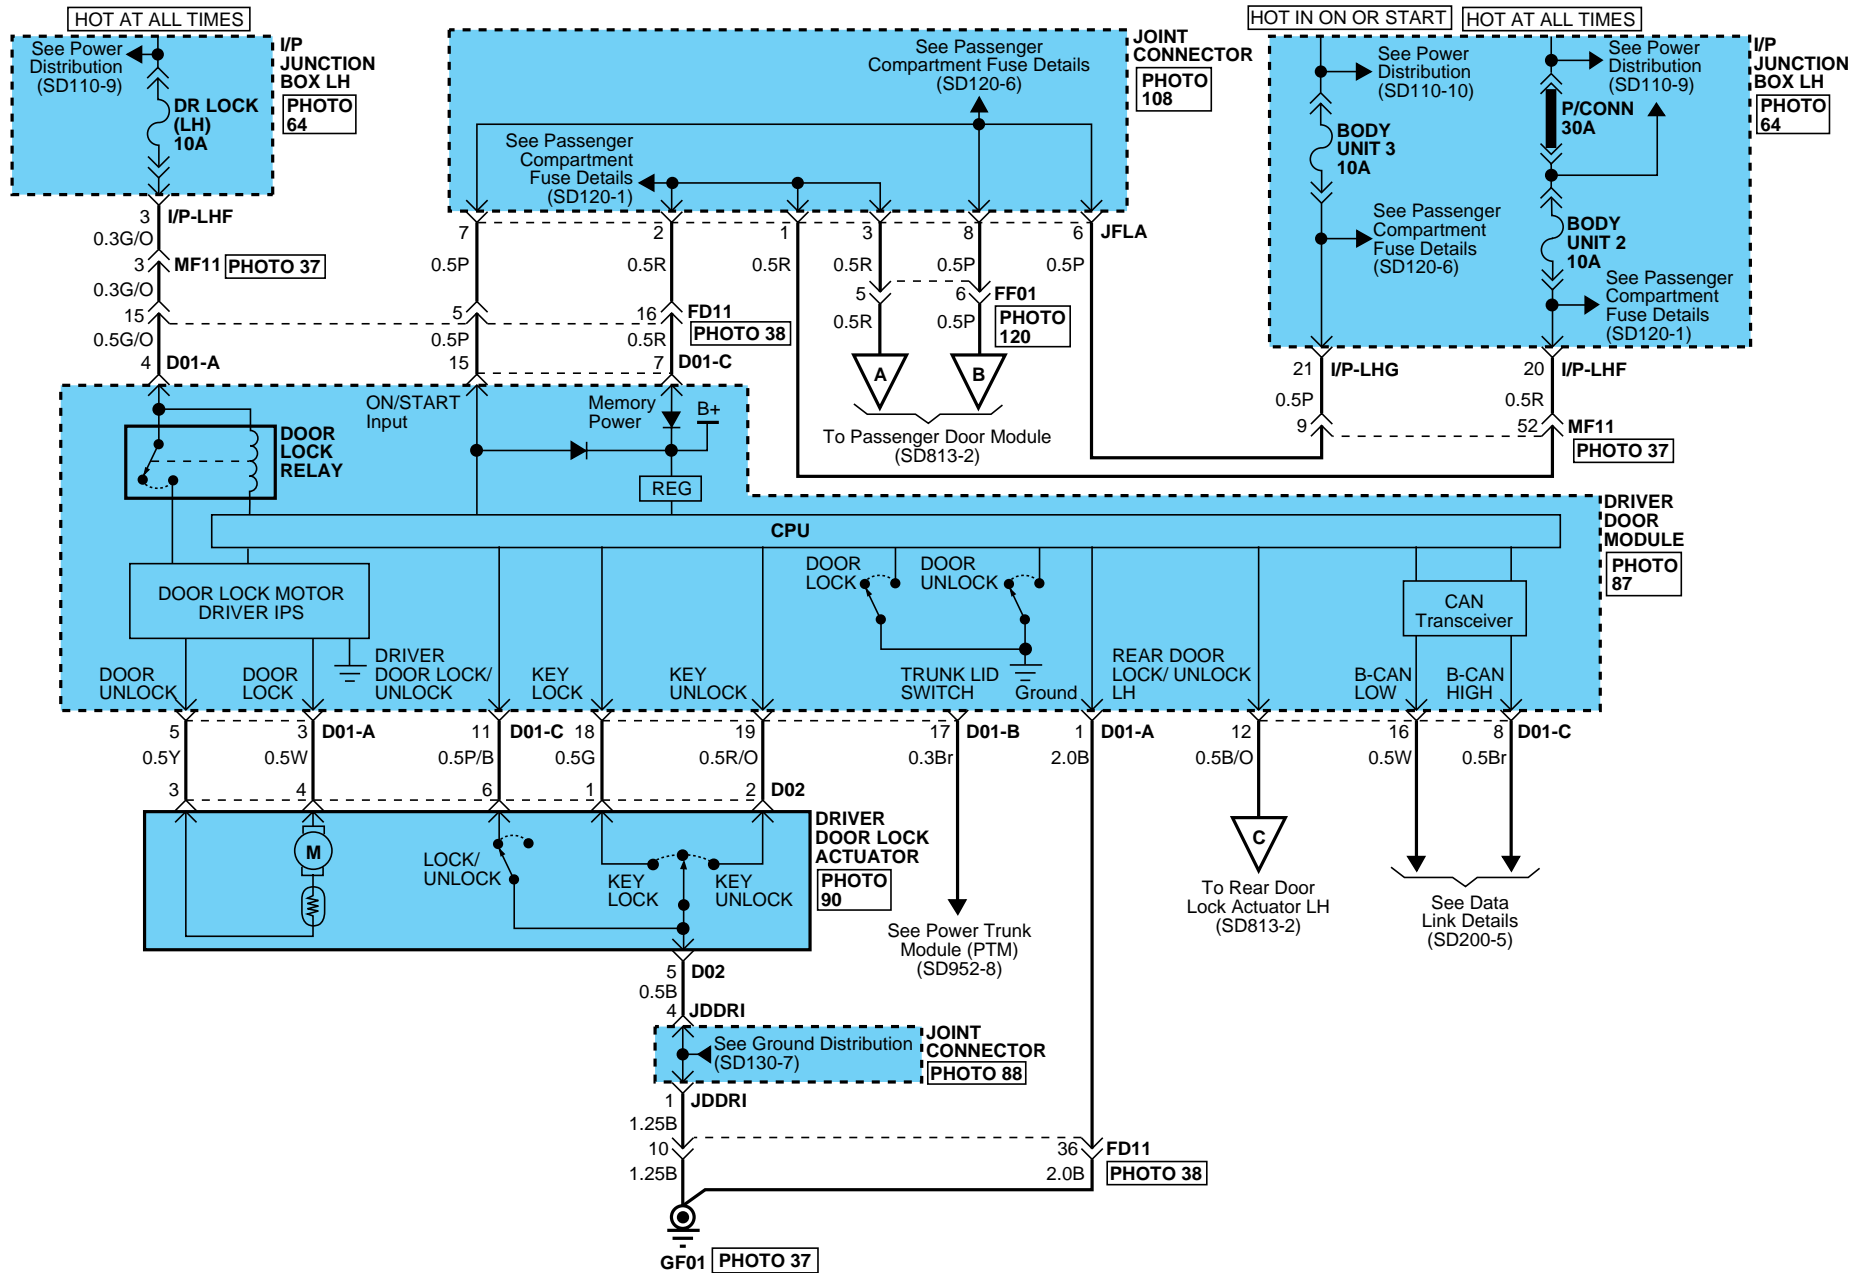 HOT AT ALL TIMES
See Power
Distribution
(SD110-9)
DR LOCK
(LH)
10A
I/P
JUNCTION
BOX LH
PHOTO
64
3 I/P-LHF
0.3G/O
3 MF11 PHOTO 37
0.3G/O
15
0.5G/O
4 D01-A
See Passenger
Compartment Fuse Details
(SD120-6)
See Passenger
Compartment
Fuse Details
(SD120-1)
JOINT
CONNECTOR
PHOTO
108
7 2 1 3 8 6 JFLA
0.5P 0.5R 0.5R 0.5R 0.5P 0.5P
5 16 FD11
PHOTO 38
0.5P 0.5R
15 7 D01-C
5 6 FF01
PHOTO
120
0.5R 0.5P
A B
To Passenger Door Module
(SD813-2)
HOT IN ON OR START
HOT AT ALL TIMES
See Power
Distribution
(SD110-10)
BODY
UNIT 3
10A
See Passenger
Compartment
Fuse Details
(SD120-6)
See Power
Distribution
(SD110-9)
P/CONN
30A
BODY
UNIT 2
10A
See Passenger
Compartment
Fuse Details
(SD120-1)
I/P
JUNCTION
BOX LH
PHOTO
64
21 I/P-LHG 20 I/P-LHF
0.5P 0.5R
9 52 MF11
PHOTO 37
ON/START
Input
Memory
Power
B+
DOOR
LOCK
RELAY
REG
CPU
DRIVER
DOOR
MODULE
PHOTO
87
DOOR LOCK MOTOR
DRIVER IPS
DOOR
LOCK
DOOR
UNLOCK
CAN
Transceiver
DOOR
UNLOCK
DOOR
LOCK
DRIVER
DOOR LOCK/
UNLOCK
KEY
LOCK
KEY
UNLOCK
TRUNK LID
SWITCH
Ground
REAR DOOR
LOCK/ UNLOCK
LH
B-CAN
LOW
B-CAN
HIGH
5 3 D01-A 11 D01-C 18 19 17 D01-B 1 D01-A 12 16 8 D01-C
0.5Y 0.5W 0.5P/B 0.5G 0.5R/O 0.3Br 2.0B 0.5B/O 0.5W 0.5Br
3 4 6 1 2 D02
M
LOCK/
UNLOCK
KEY
LOCK
KEY
UNLOCK
DRIVER
DOOR LOCK
ACTUATOR
PHOTO
90
See Power Trunk
Module (PTM)
(SD952-8)
C
To Rear Door
Lock Actuator LH
(SD813-2)
See Data
Link Details
(SD200-5)
5 D02
0.5B
4 JDDRI
See Ground Distribution
(SD130-7)
JOINT
CONNECTOR
PHOTO 88
1 JDDRI
1.25B
10 36 FD11
1.25B 2.0B PHOTO 38
GF01 PHOTO 37